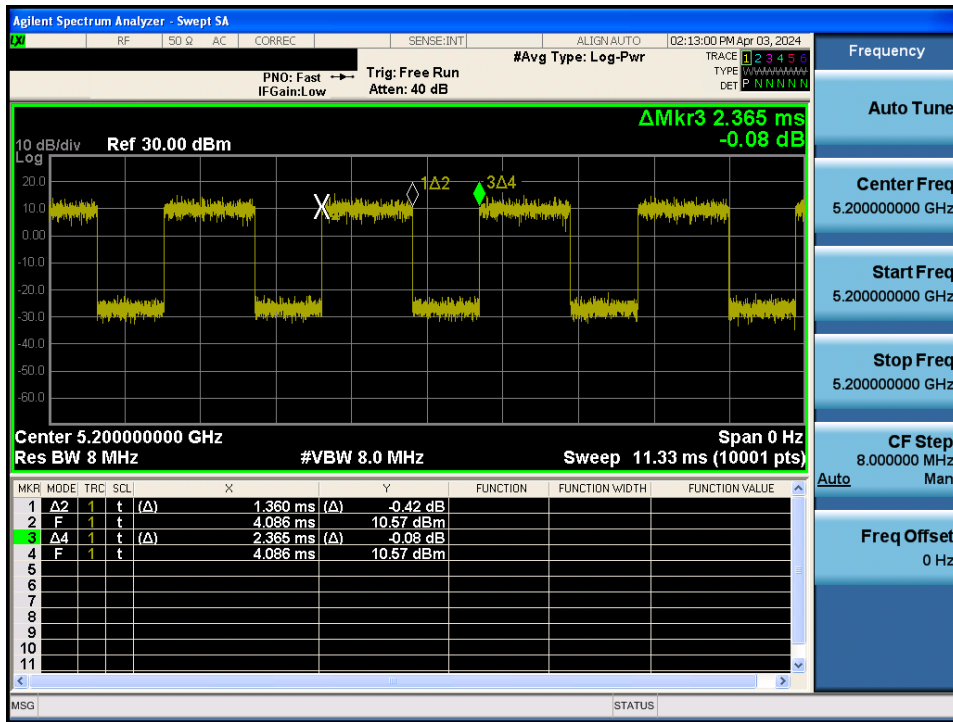 Agilent Spectrum Analyzer - Swept SA
LXI RF 50 Ω AC CORREC SENSE:INT ALIGNAUTO 02:13:00 PM Apr 03, 2024
#Avg Type: Log-Pwr
TRACE 1 2 3 4 5 6
TYPE W
DET P N N N N N
PNO: Fast
IFGain:Low
Trig: Free Run
Atten: 40 dB
ΔMkr3 2.365 ms
-0.08 dB
10 dB/div Ref 30.00 dBm
Log
20.0
10.0
0.00
-10.0
-20.0
-30.0
-40.0
-50.0
-60.0
X 1Δ2 3Δ4
Center 5.200000000 GHz Span 0 Hz
Res BW 8 MHz #VBW 8.0 MHz Sweep 11.33 ms (10001 pts)
MKR MODE TRC SCL X Y FUNCTION FUNCTION WIDTH FUNCTION VALUE
1 Δ2 1 t (Δ) 1.360 ms (Δ) -0.42 dB
2 F 1 t 4.086 ms 10.57 dBm
3 Δ4 1 t (Δ) 2.365 ms (Δ) -0.08 dB
4 F 1 t 4.086 ms 10.57 dBm
5
6
7
8
9
10
11
MSG STATUS
Frequency
Auto Tune
Center Freq
5.200000000 GHz
Start Freq
5.200000000 GHz
Stop Freq
5.200000000 GHz
CF Step
8.000000 MHz
Auto Man
Freq Offset
0 Hz